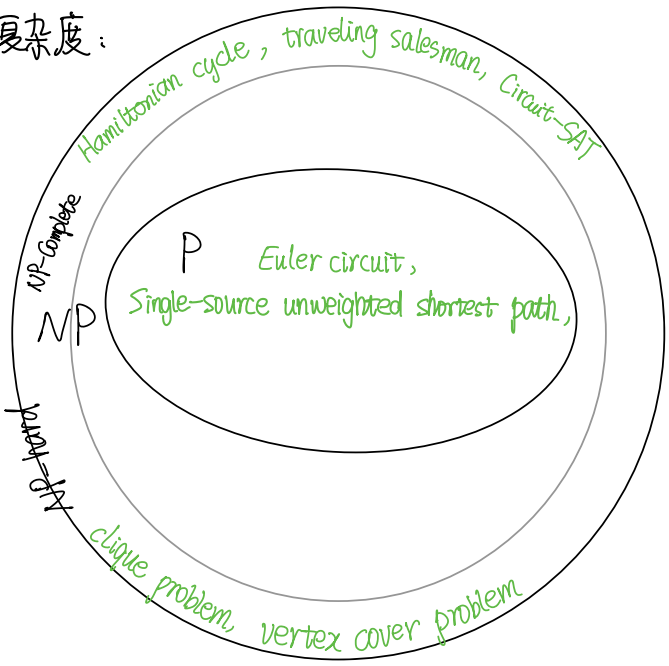 复杂度:
Hamiltonian cycle, traveling salesman, Circuit-SAT
NP-Complete
P
Euler circuit,
Single-source unweighted shortest path,
NP
NP-hard
clique problem, vertex cover problem